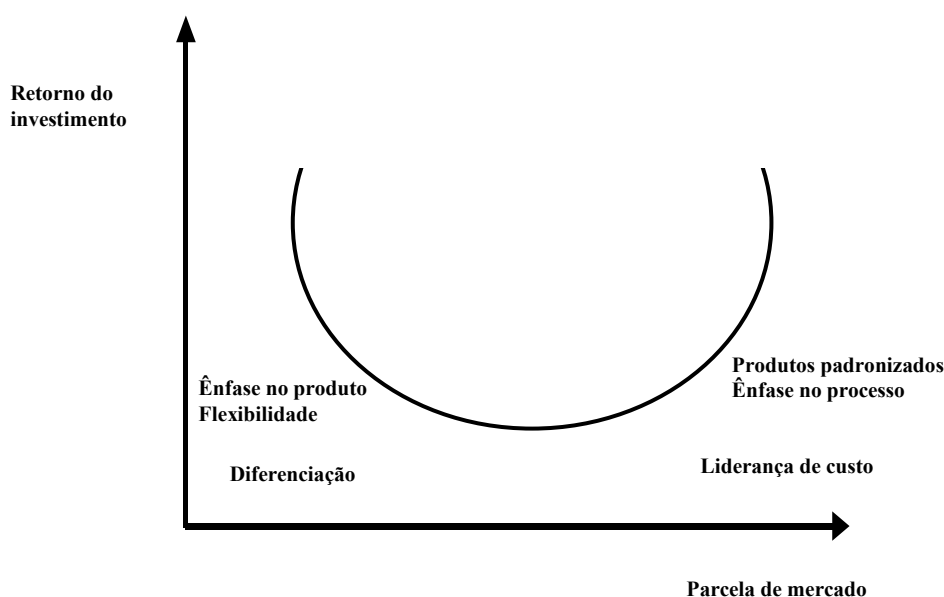 Retorno do
investimento
Produtos padronizados
Ênfase no processo
Ênfase no produto
Flexibilidade
Liderança de custo
Diferenciação
Parcela de mercado